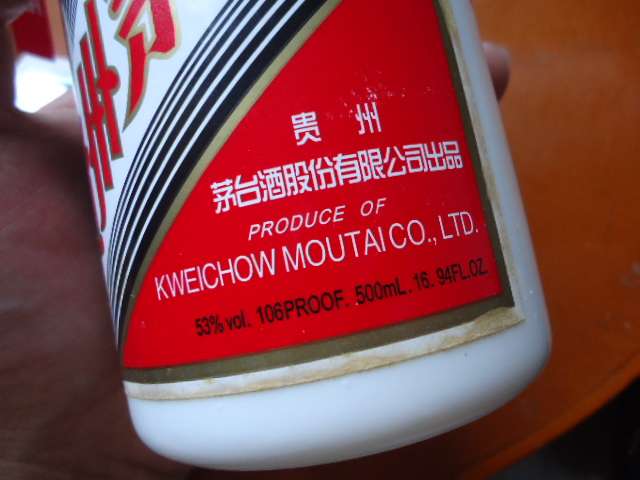 贵州
茅台酒股份有限公司出品
PRODUCE OF
KWEICHOW MOUTAI CO., LTD.
53% vol. 106PROOF. 500mL. 16. 94FL.OZ